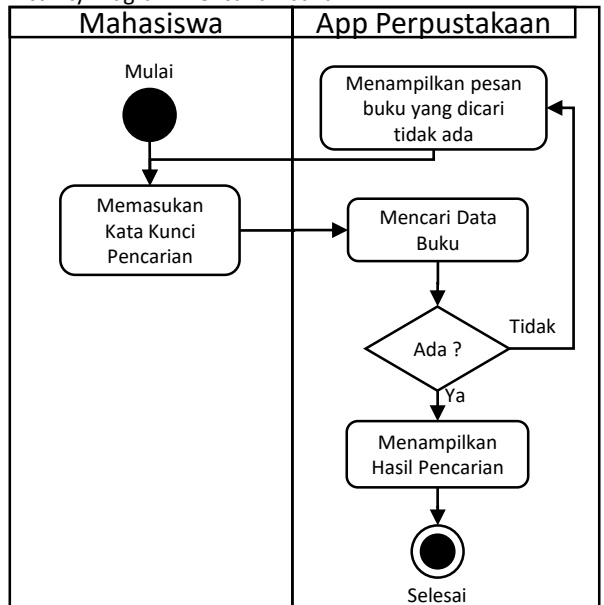 Mahasiswa
App Perpustakaan
Mulai
Menampilkan pesan
buku yang dicari
tidak ada
Memasukan
Kata Kunci
Pencarian
Mencari Data
Buku
Tidak
Ada ?
Ya
Menampilkan
Hasil Pencarian
Selesai